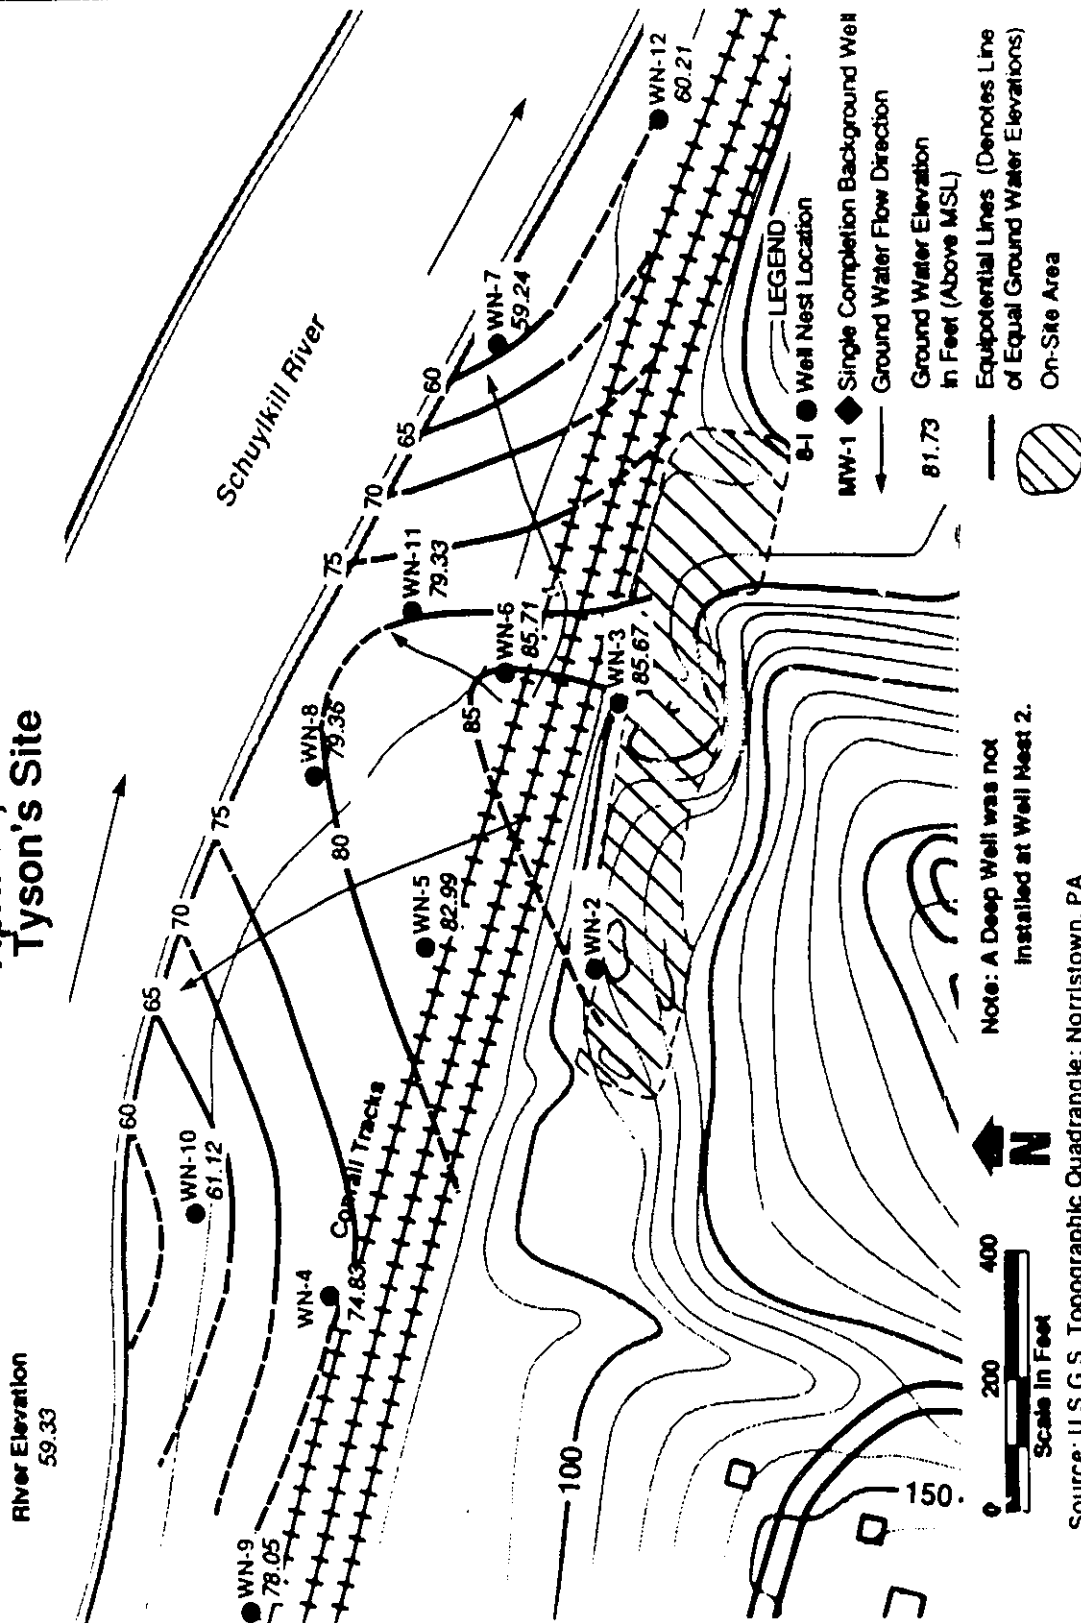 Tyson's Site
River Elevation
59.33
Schuylkill River
60
65
70
75
75
70
65
60
80
85
WN-12
60.21
WN-7
59.24
WN-11
79.33
WN-6
85.71
WN-8
79.36
WN-3
85.67
WN-5
82.99
WN-2
WN-10
61.12
WN-4
74.83
Conrail Tracks
WN-9
78.05
100
150
LEGEND
8-I Well Nest Location
MW-1 Single Completion Background Well
Ground Water Flow Direction
81.73 Ground Water Elevation
in Feet (Above MSL)
Equipotential Lines (Denotes Line
of Equal Ground Water Elevations)
On-Site Area
Note: A Deep Well was not
installed at Well Nest 2.
N
0 200 400
Scale in Feet
Source: U.S.G.S. Topographic Quadrangle: Norristown, PA